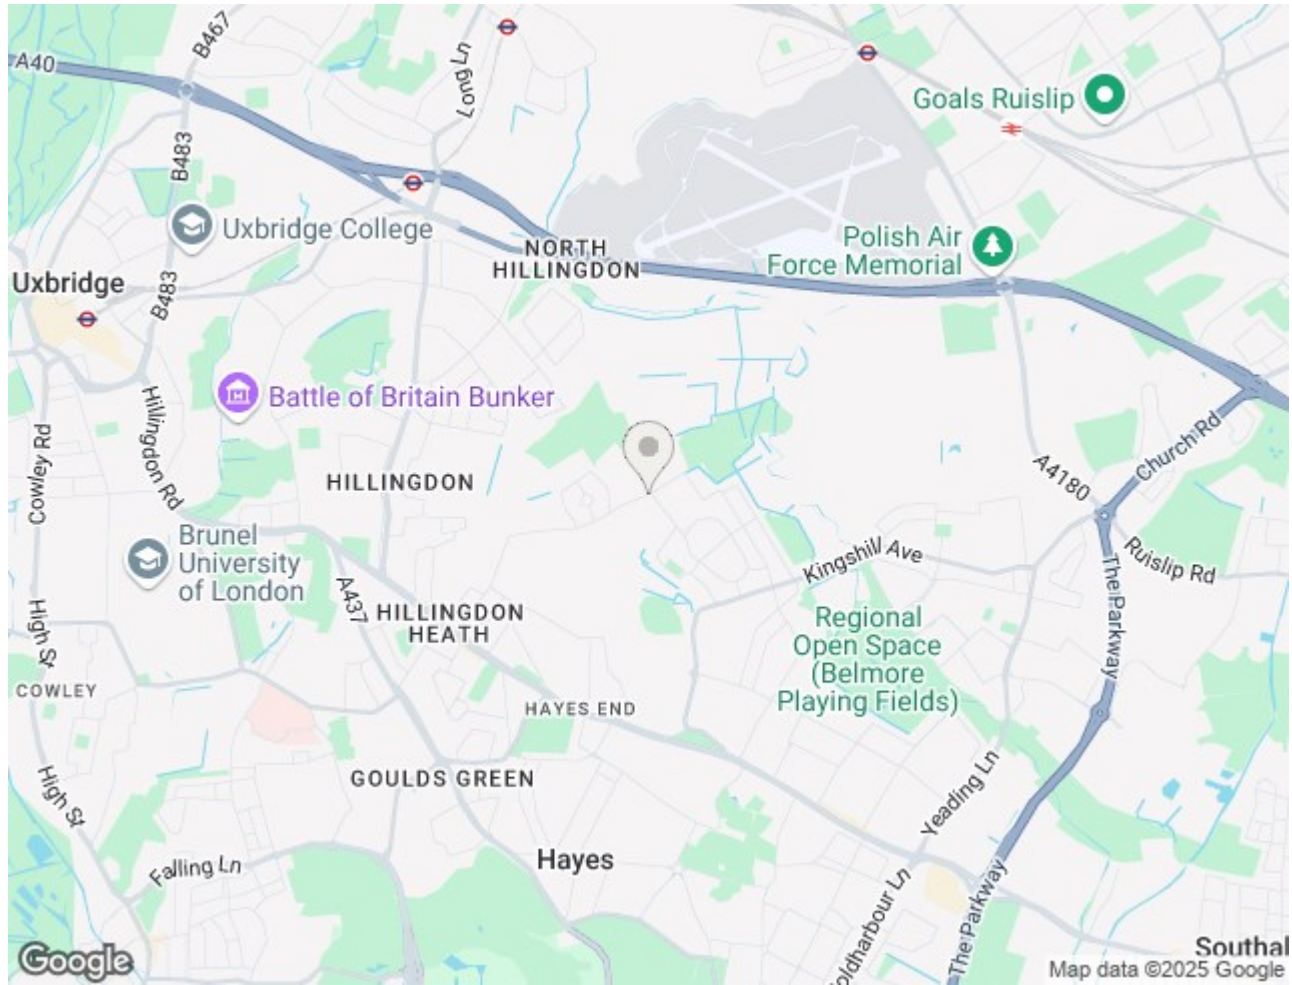 B467
A40
Long Ln
Goals Ruislip
B483
Uxbridge College
NORTH
HILLINGDON
Polish Air
Force Memorial
Uxbridge
B483
Battle of Britain Bunker
Hillingdon Rd
Cowley Rd
HILLINGDON
Church Rd
A4180
Brunel
University
of London
Kingshill Ave
Ruislip Rd
The Parkway
A437
HILLINGDON
HEATH
High St
Regional
Open Space
(Belmore
Playing Fields)
COWLEY
HAYES END
GOULDS GREEN
High St
Yeading Ln
Falling Ln
Hayes
oldharbour Ln
The Parkway
Southal
Google
Map data ©2025 Google